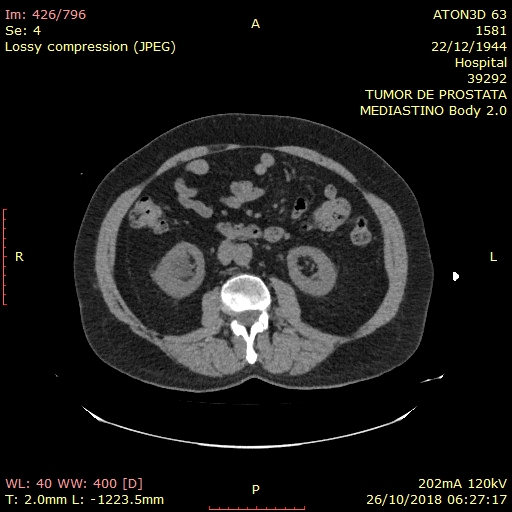 Im: 426/796
Se: 4
Lossy compression (JPEG)
A
ATON3D 63
1581
22/12/1944
Hospital
39292
TUMOR DE PROSTATA
MEDIASTINO Body 2.0
R
L
WL: 40 WW: 400 [D]
T: 2.0mm L: -1223.5mm
P
202mA 120kV
26/10/2018 06:27:17